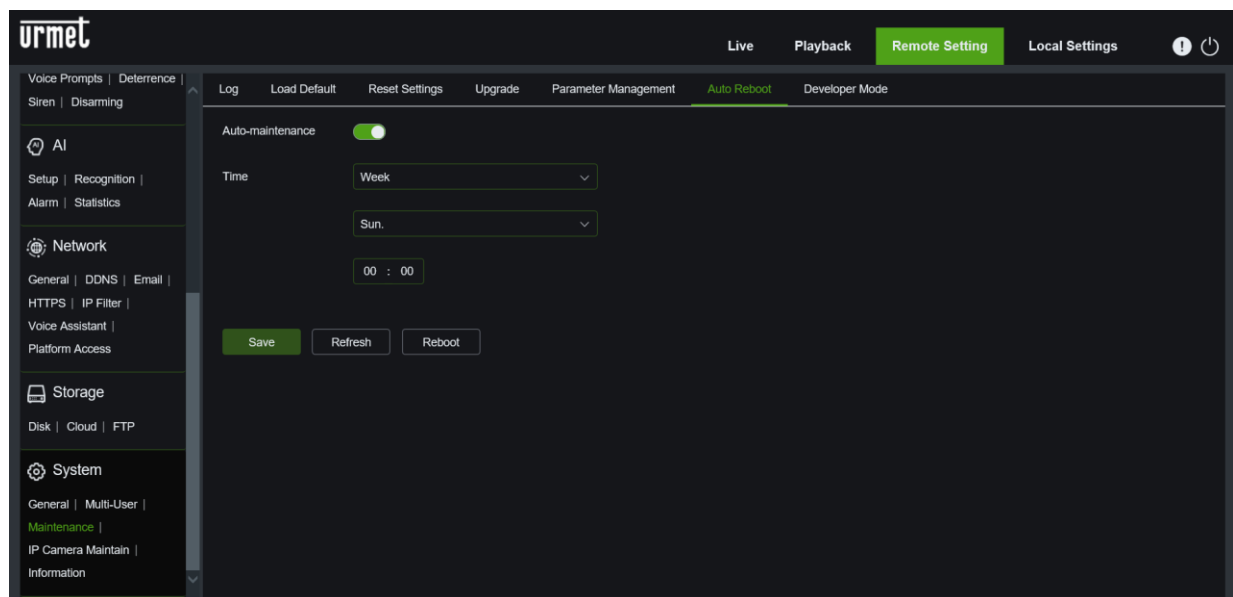 urmet
Live Playback Remote Setting Local Settings
Voice Prompts | Deterrence |
Siren | Disarming
AI
Setup | Recognition |
Alarm | Statistics
Network
General | DDNS | Email |
HTTPS | IP Filter |
Voice Assistant |
Platform Access
Storage
Disk | Cloud | FTP
System
General | Multi-User |
Maintenance |
IP Camera Maintain |
Information
Log Load Default Reset Settings Upgrade Parameter Management Auto Reboot Developer Mode
Auto-maintenance
Time Week
Sun.
00 : 00
Save Refresh Reboot